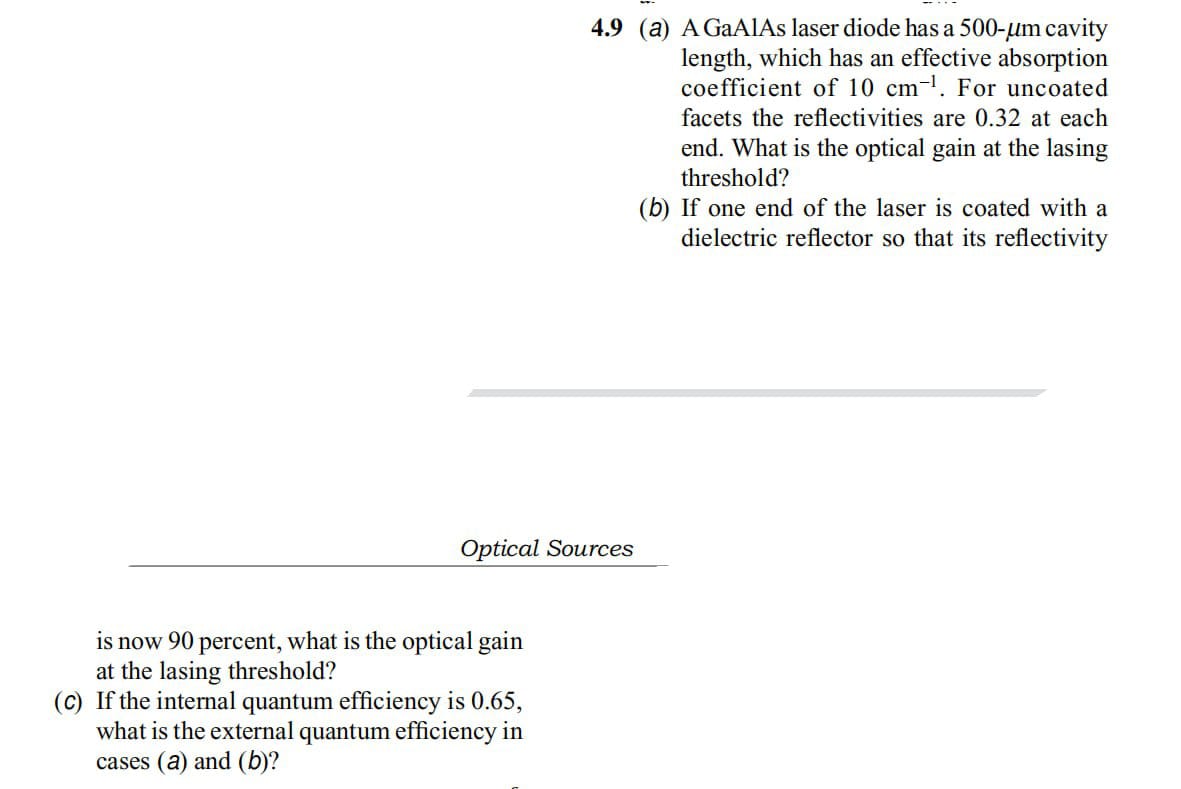 4.9 (a) A GaAlAs laser diode has a 500-μm cavity
length, which has an effective absorption
coefficient of 10 cm⁻¹. For uncoated
facets the reflectivities are 0.32 at each
end. What is the optical gain at the lasing
threshold?
(b) If one end of the laser is coated with a
dielectric reflector so that its reflectivity
Optical Sources
is now 90 percent, what is the optical gain
at the lasing threshold?
(c) If the internal quantum efficiency is 0.65,
what is the external quantum efficiency in
cases (a) and (b)?